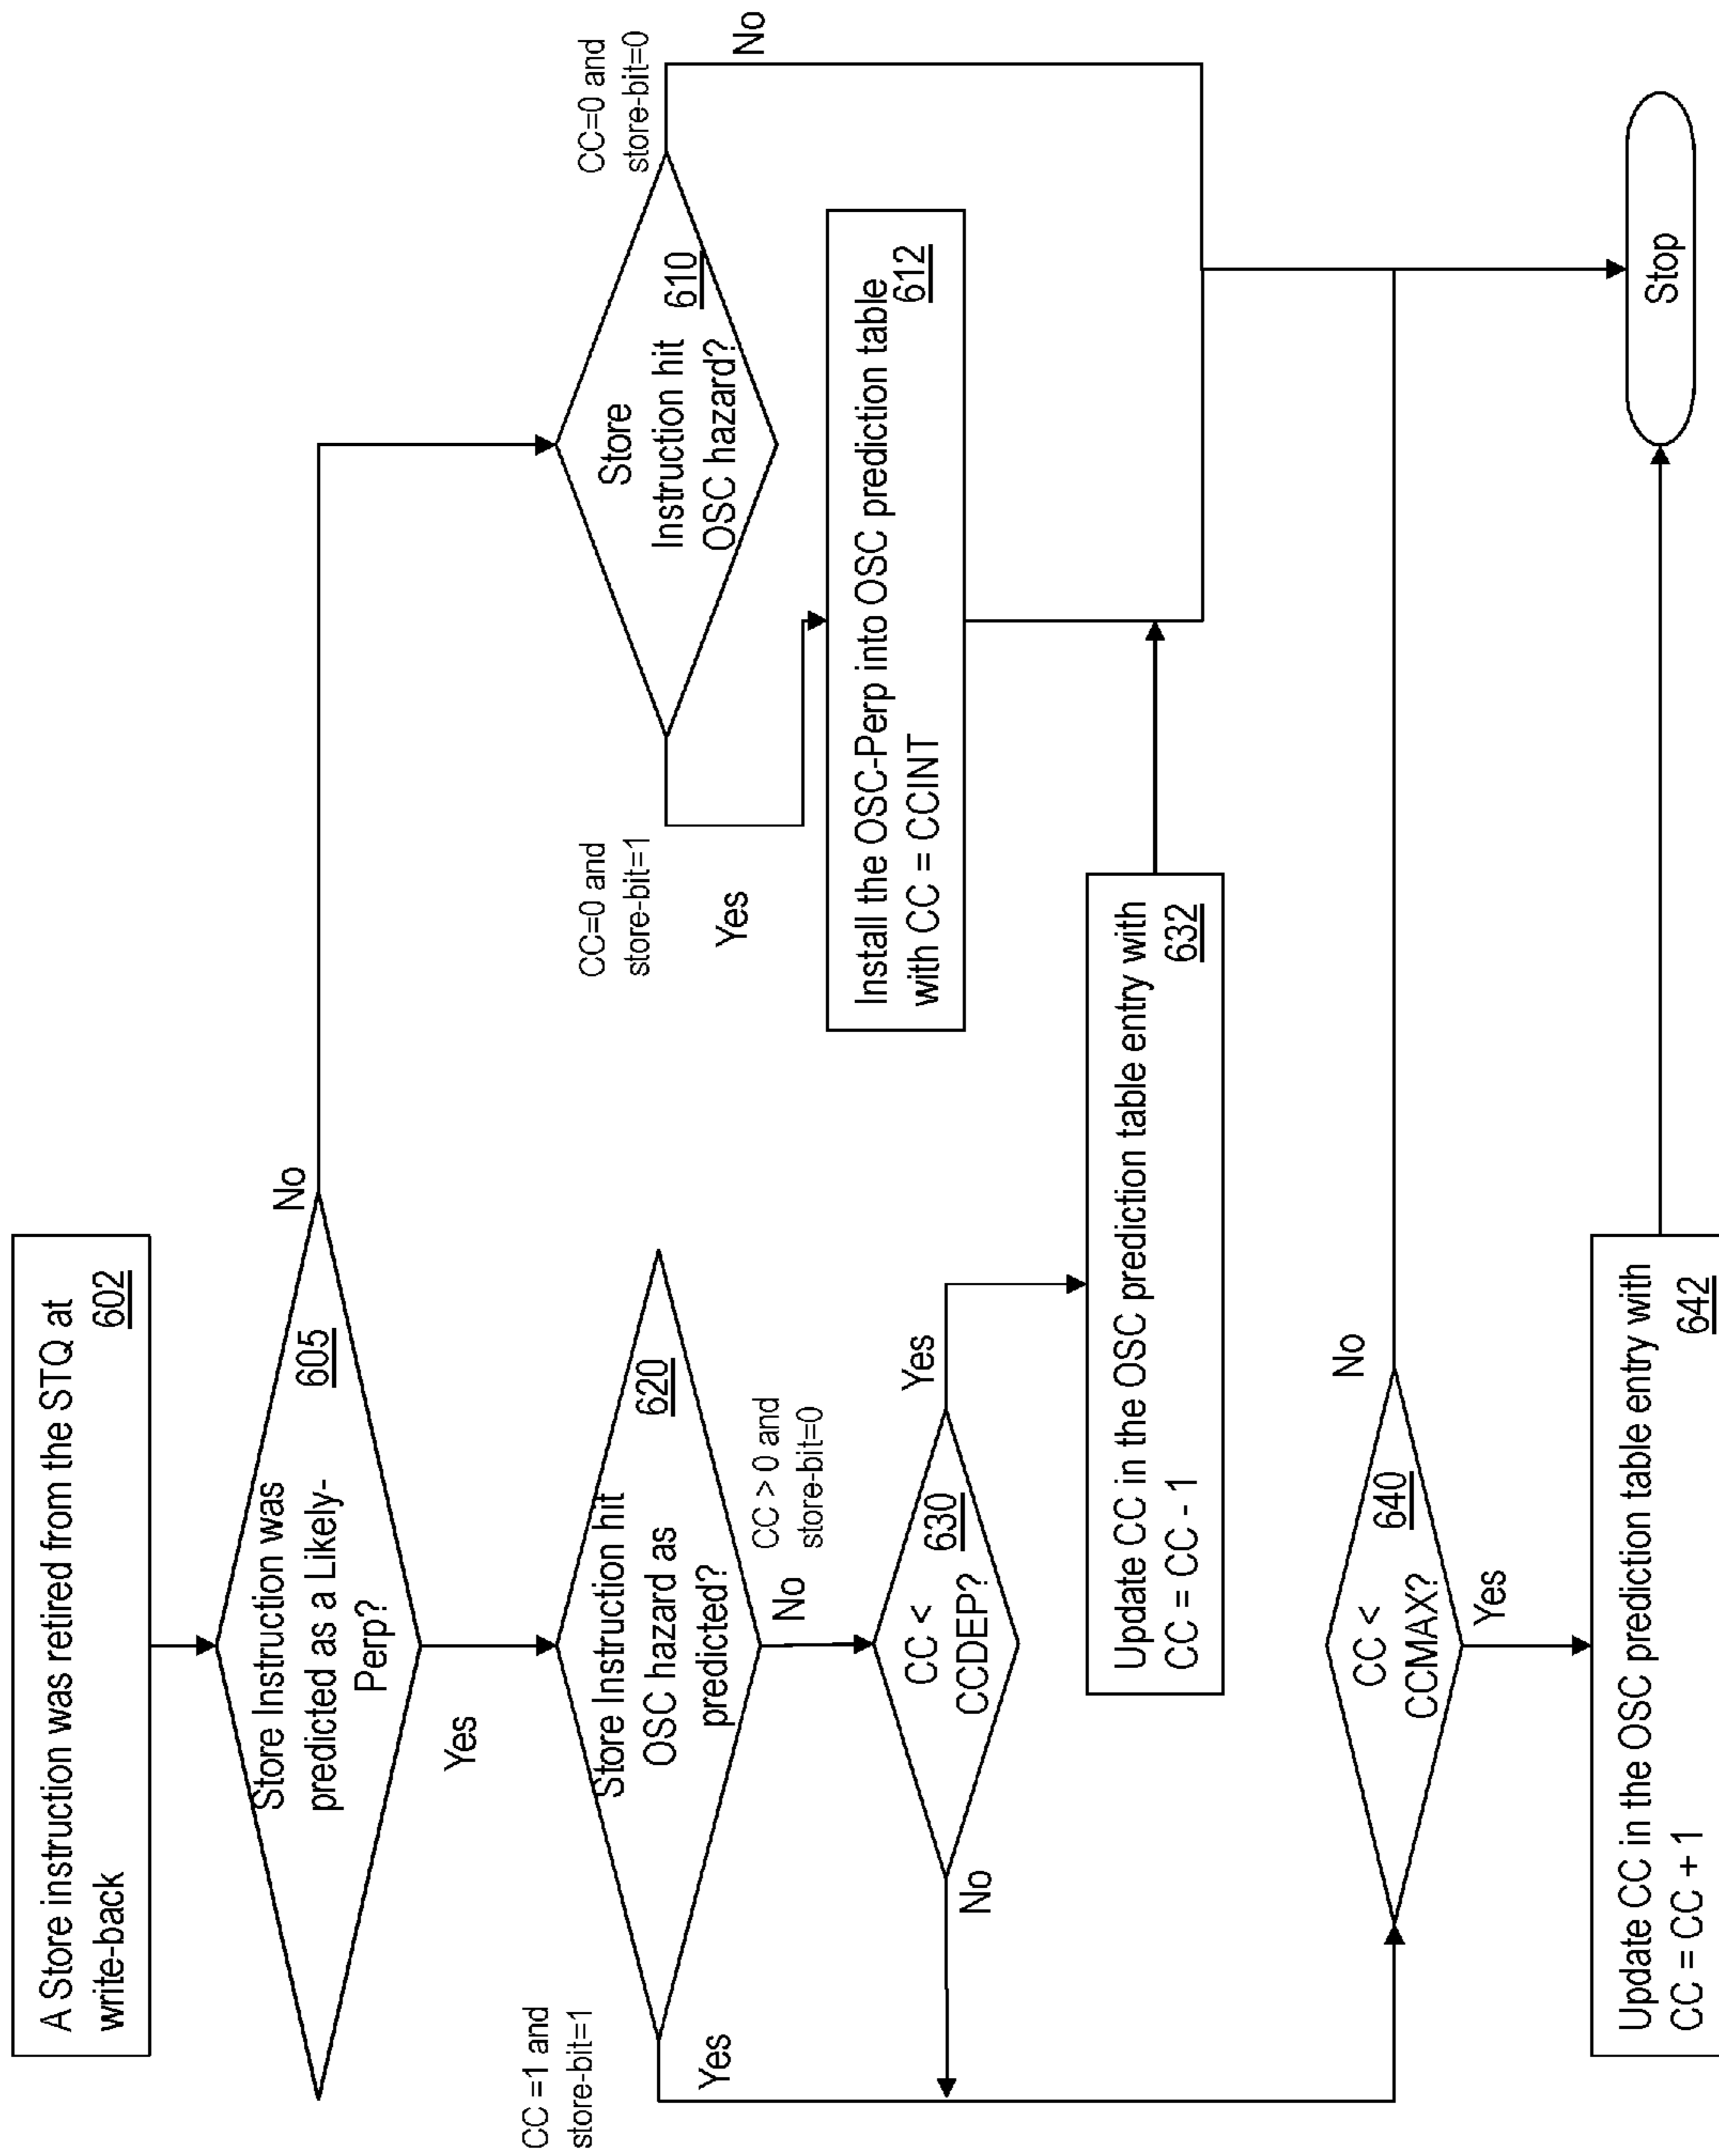 A Store instruction was retired from the STQ at
write-back
602
Store Instruction was
predicted as a Likely-
Perp?
605
No
Yes
CC =1 and
store-bit=1
Store Instruction hit
OSC hazard as
predicted?
620
Yes
No
CC > 0 and
store-bit=0
CC=0 and
store-bit=1
Yes
Store
Instruction hit
OSC hazard?
610
CC=0 and
store-bit=0
No
Install the OSC-Perp into OSC prediction table
with CC = CCINT
612
CC <
CCDEP?
630
No
Yes
Update CC in the OSC prediction table entry with
CC = CC - 1
632
CC <
CCMAX?
640
No
Yes
Update CC in the OSC prediction table entry with
CC = CC + 1
642
Stop